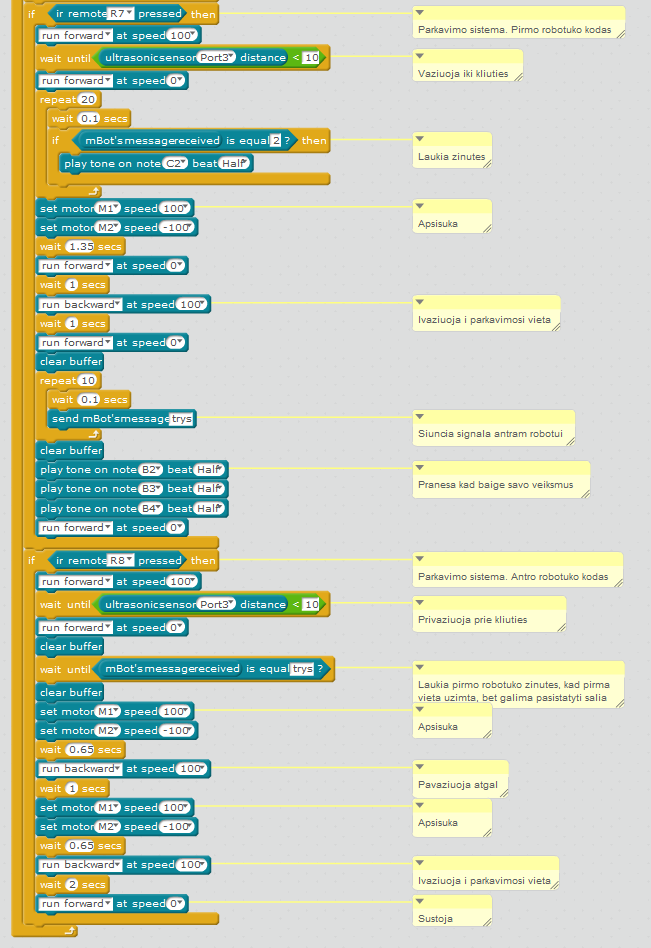 if ir remote R7 pressed then
Parkavimo sistema. Pirmo robotuko kodas
run forward at speed 100
wait until ultrasonicsensor Port3 distance < 10
Vaziuoja iki kliuties
run forward at speed 0
repeat 20
wait 0.1 secs
if mBot'smessagereceived is equal 2 ? then
Laukia zinutes
play tone on note C2 beat Half
set motor M1 speed 100
Apsisuka
set motor M2 speed -100
wait 1.35 secs
run forward at speed 0
wait 1 secs
run backward at speed 100
Ivaziuoja i parkavimosi vieta
wait 1 secs
run forward at speed 0
clear buffer
repeat 10
wait 0.1 secs
send mBot'smessage trys
Siuncia signala antram robotui
clear buffer
play tone on note B2 beat Half
Pranesa kad baige savo veiksmus
play tone on note B3 beat Half
play tone on note B4 beat Half
run forward at speed 0
if ir remote R8 pressed then
Parkavimo sistema. Antro robotuko kodas
run forward at speed 100
wait until ultrasonicsensor Port3 distance < 10
Privaziuoja prie kliuties
run forward at speed 0
clear buffer
wait until mBot'smessagereceived is equal trys ?
Laukia pirmo robotuko zinutes, kad pirma
vieta uzimta, bet galima pasistatyti salia
clear buffer
set motor M1 speed 100
Apsisuka
set motor M2 speed -100
wait 0.65 secs
run backward at speed 100
Pavaziuoja atgal
wait 1 secs
set motor M1 speed 100
Apsisuka
set motor M2 speed -100
wait 0.65 secs
run backward at speed 100
Ivaziuoja i parkavimosi vieta
wait 2 secs
run forward at speed 0
Sustoja